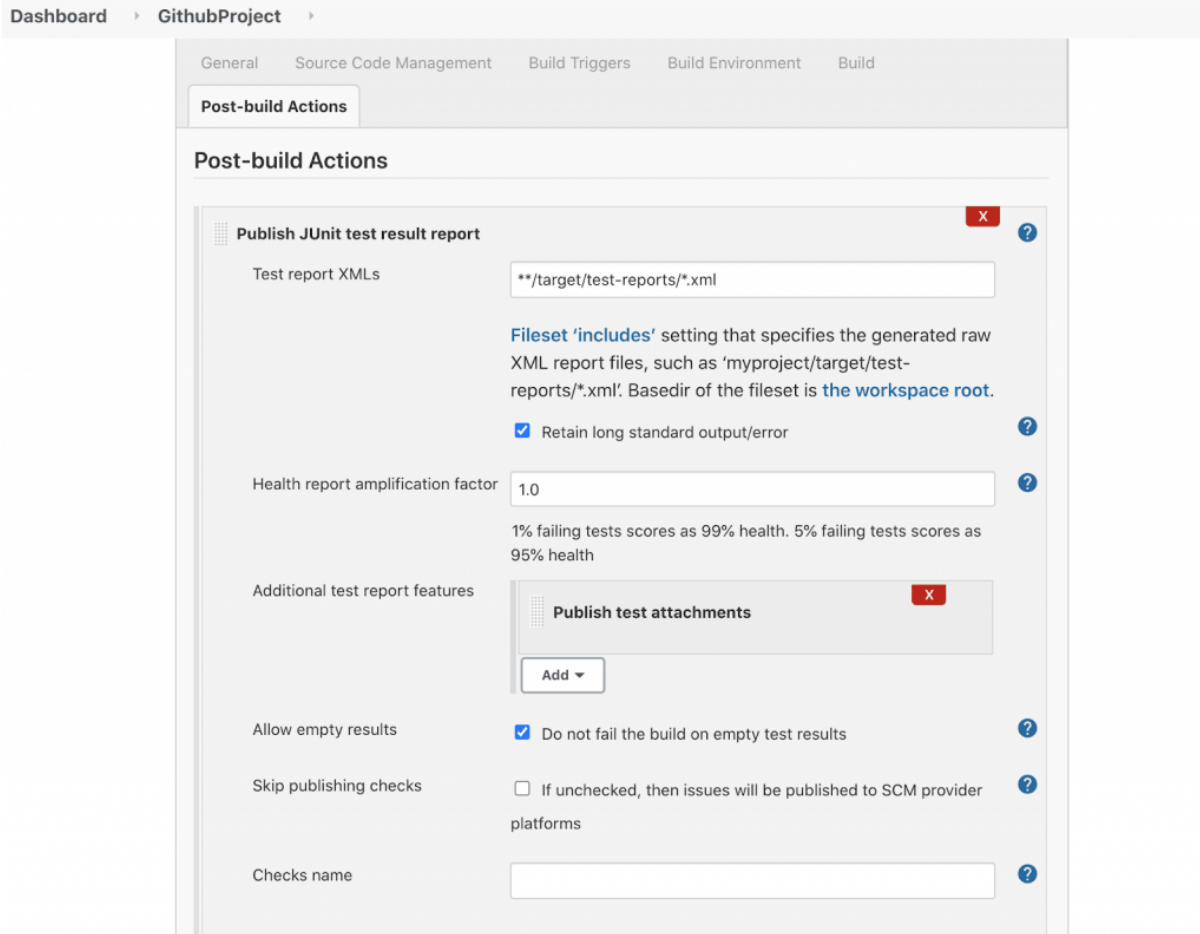 Dashboard GithubProject
General Source Code Management Build Triggers Build Environment Build
Post-build Actions
Post-build Actions
X
Publish JUnit test result report ?
Test report XMLs **/target/test-reports/*.xml
Fileset ‘includes’ setting that specifies the generated raw
XML report files, such as ‘myproject/target/test-
reports/*.xml’. Basedir of the fileset is the workspace root.
Retain long standard output/error ?
Health report amplification factor 1.0 ?
1% failing tests scores as 99% health. 5% failing tests scores as
95% health
Additional test report features X
Publish test attachments
Add
Allow empty results Do not fail the build on empty test results ?
Skip publishing checks If unchecked, then issues will be published to SCM provider ?
platforms
Checks name ?